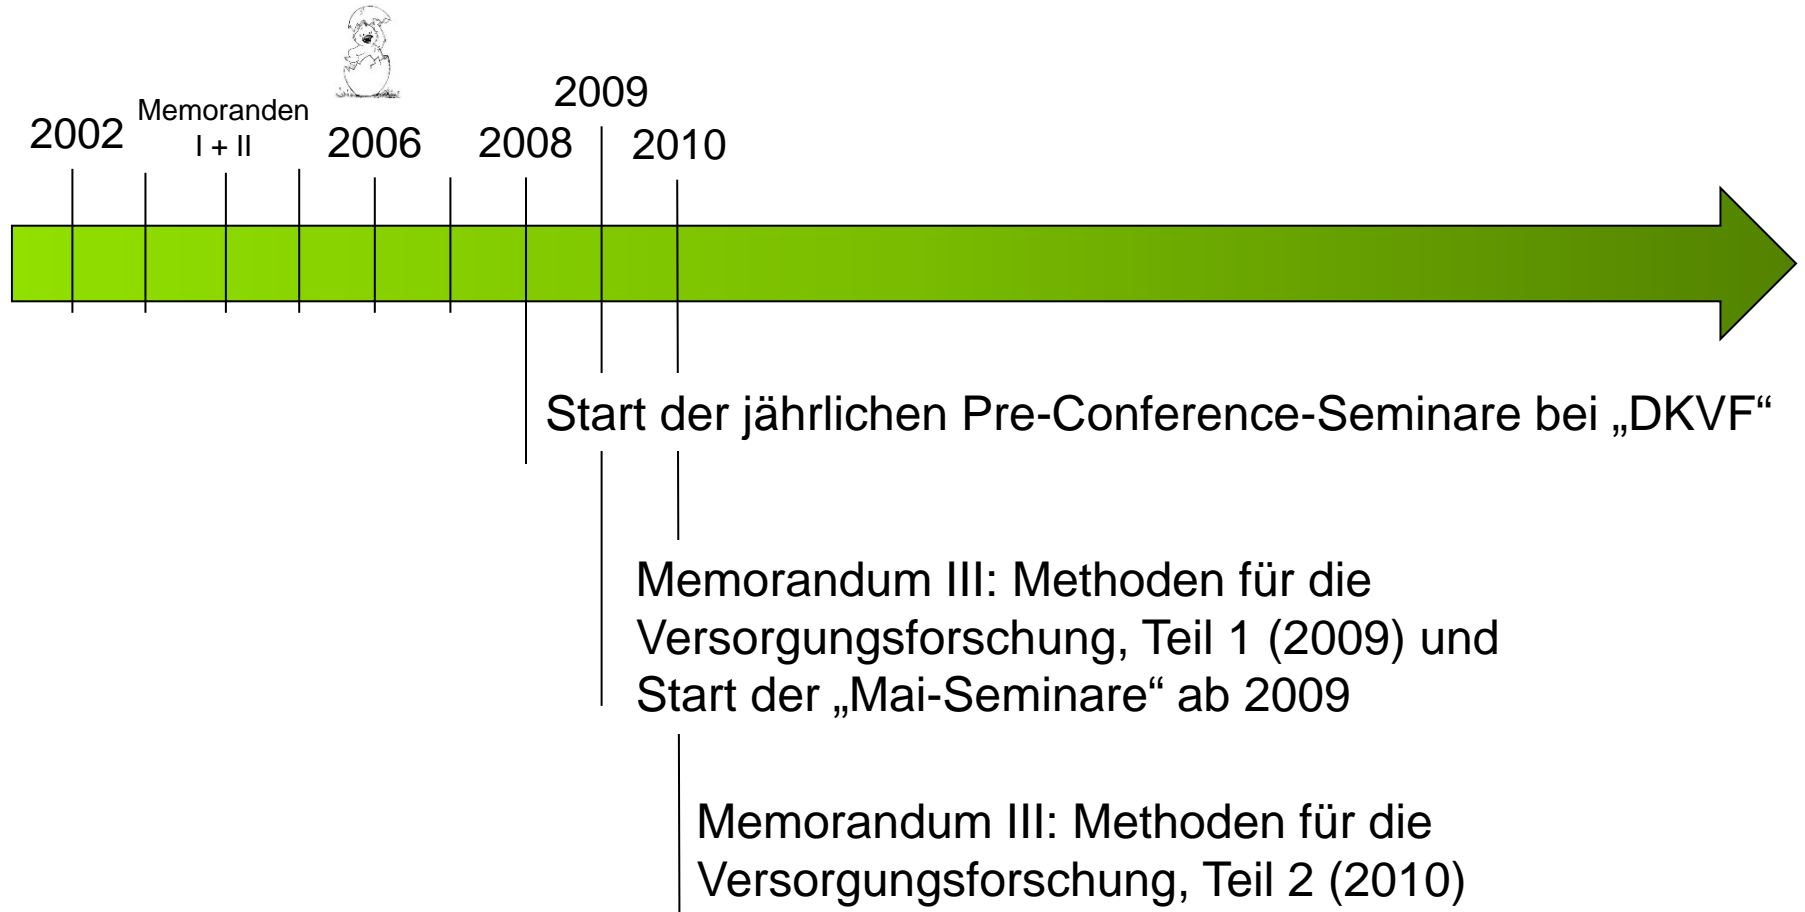 2002
Memoranden
I + II
2006
2008
2009
2010
Start der jährlichen Pre-Conference-Seminare bei „DKVF“
Memorandum III: Methoden für die
Versorgungsforschung, Teil 1 (2009) und
Start der „Mai-Seminare“ ab 2009
Memorandum III: Methoden für die
Versorgungsforschung, Teil 2 (2010)